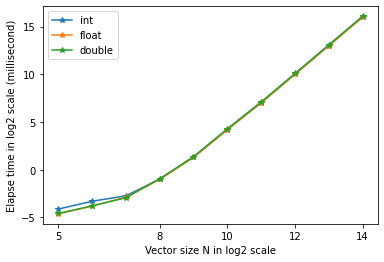 int
float
double
Elapse time in log2 scale (millisecond)
15
10
5
0
−5
5
8
10
12
14
Vector size N in log2 scale